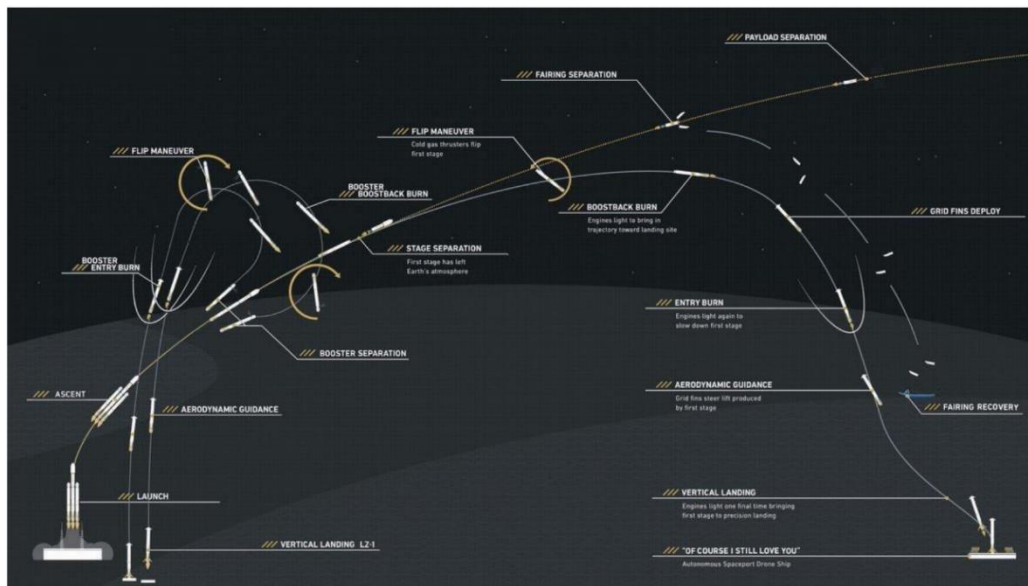 /// PAYLOAD SEPARATION
/// FAIRING SEPARATION
/// FLIP MANEUVER
Cold gas thrusters flip
first stage
/// FLIP MANEUVER
BOOSTER
/// BOOSTBACK BURN
/// BOOSTBACK BURN
Engines light to bring in
trajectory toward landing site
/// GRID FINS DEPLOY
/// STAGE SEPARATION
First stage has left
Earth's atmosphere
BOOSTER
/// ENTRY BURN
/// ENTRY BURN
Engines light again to
slow down first stage
/// BOOSTER SEPARATION
/// ASCENT
/// AERODYNAMIC GUIDANCE
/// AERODYNAMIC GUIDANCE
Grid fins steer lift produced
by first stage
/// FAIRING RECOVERY
/// LAUNCH
/// VERTICAL LANDING
Engines light one final time bringing
first stage to precision landing
/// VERTICAL LANDING LZ-1
/// "OF COURSE I STILL LOVE YOU"
Autonomous Spaceport Drone Ship